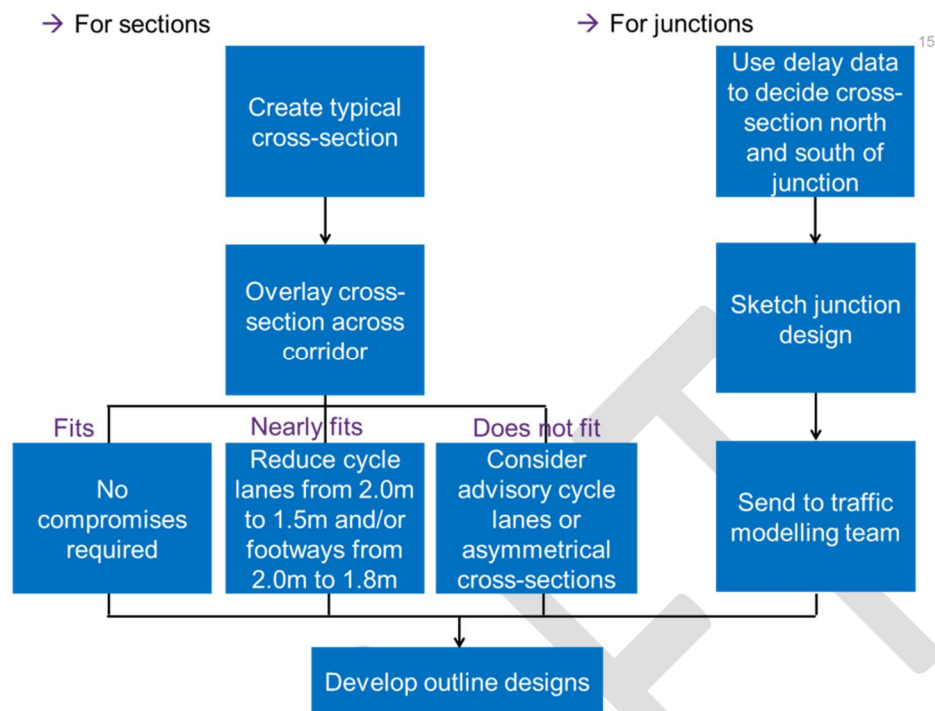 → For sections
→ For junctions
15
Create typical
cross-section
Use delay data
to decide cross-
section north
and south of
junction
Overlay cross-
section across
corridor
Sketch junction
design
Fits
Nearly fits
Does not fit
No
compromises
required
Reduce cycle
lanes from 2.0m
to 1.5m and/or
footways from
2.0m to 1.8m
Consider
advisory cycle
lanes or
asymmetrical
cross-sections
Send to traffic
modelling team
Develop outline designs